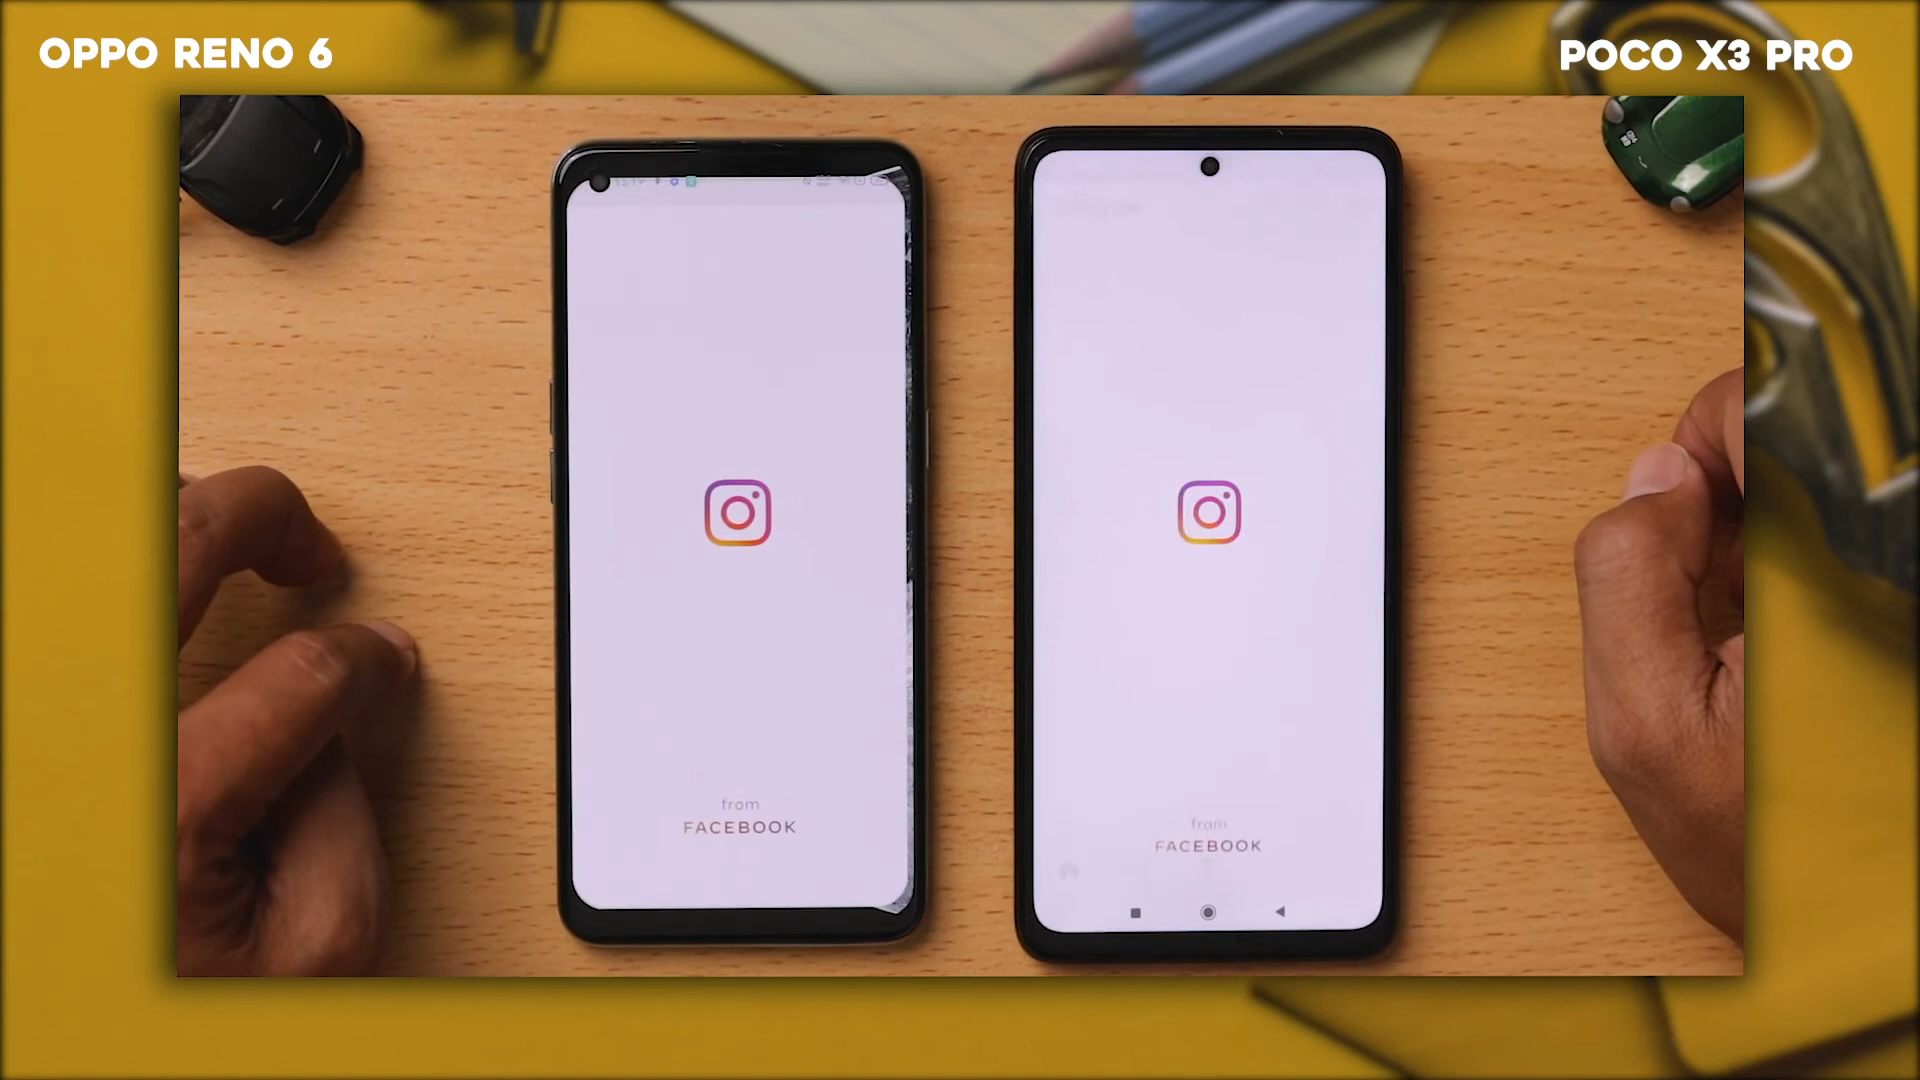 OPPO RENO 6
POCO X3 PRO
from
FACEBOOK
from
FACEBOOK